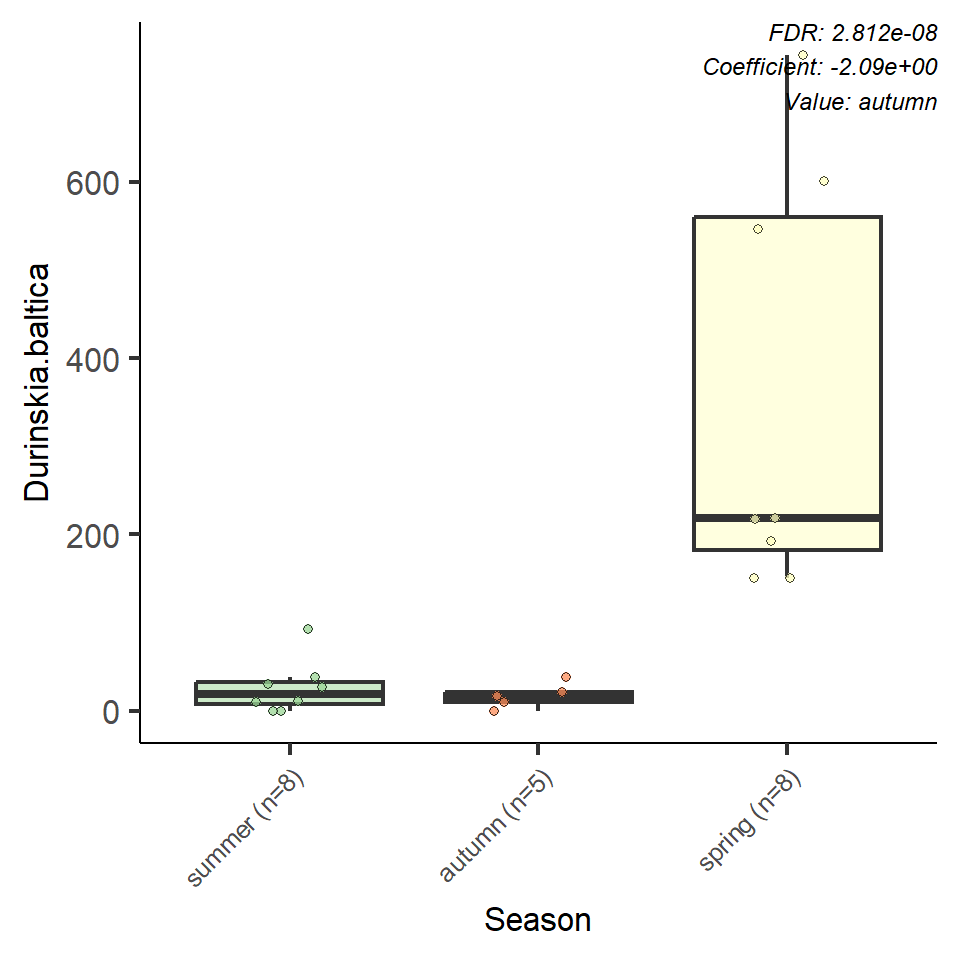 FDR: 2.812e-08
Coefficient: -2.09e+00
Value: autumn
Durinskia.baltica
600
400
200
0
summer (n=8)
autumn (n=5)
spring (n=8)
Season